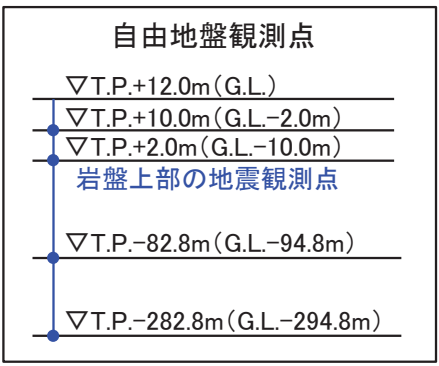 自由地盤観測点
▽T.P.+12.0m(G.L.)
▽T.P.+10.0m(G.L.-2.0m)
▽T.P.+2.0m(G.L.-10.0m)
岩盤上部の地震観測点
▽T.P.-82.8m(G.L.-94.8m)
▽T.P.-282.8m(G.L.-294.8m)